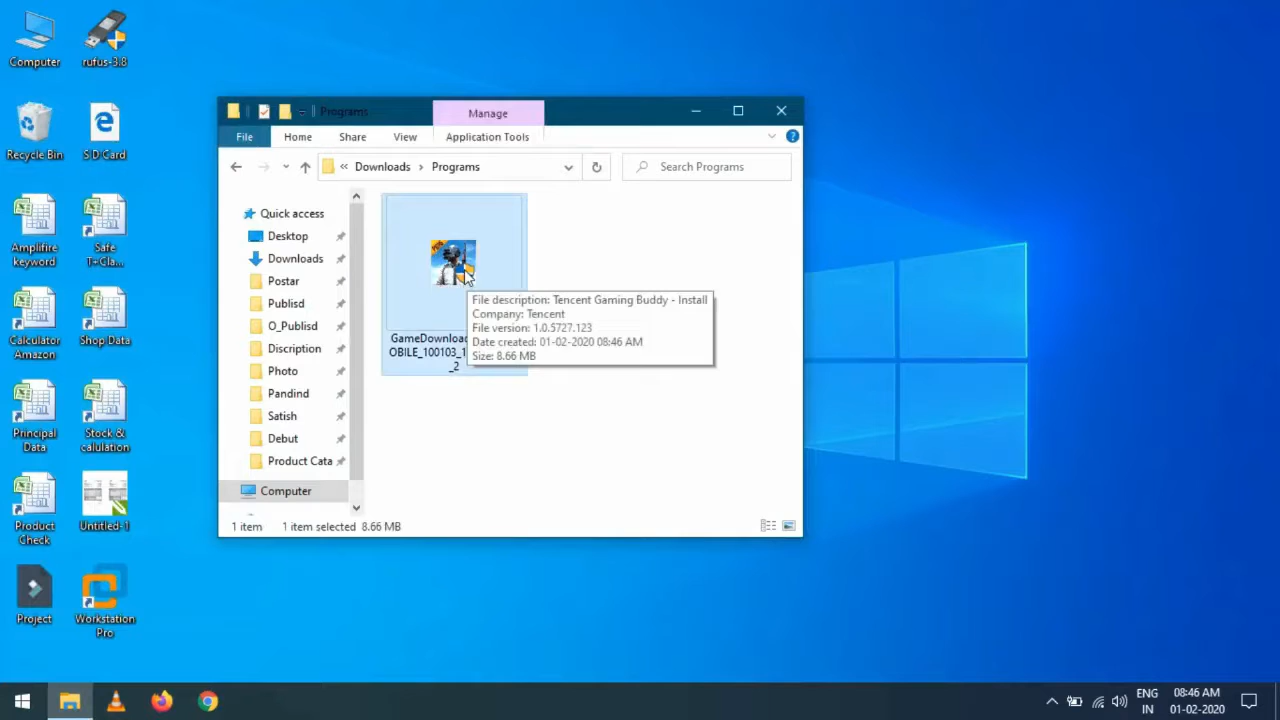 Computer
rufus-3.8
Recycle Bin
S D Card
Amplifire
keyword
Safe
T+Cla...
Calculator
Amazon
Shop Data
Principal
Data
Stock &
calulation
Product
Check
Untitled-1
Project
Workstation
Pro
Programs
Manage
File
Home
Share
View
Application Tools
« Downloads › Programs
Search Programs
Quick access
Desktop
Downloads
Postar
Publisd
O_Publisd
Discription
Photo
Pandind
Satish
Debut
Product Cata
Computer
GameDownload
OBILE_100103_1
_2
File description: Tencent Gaming Buddy - Install
Company: Tencent
File version: 1.0.5727.123
Date created: 01-02-2020 08:46 AM
Size: 8.66 MB
1 item
1 item selected 8.66 MB
ENG
IN
08:46 AM
01-02-2020